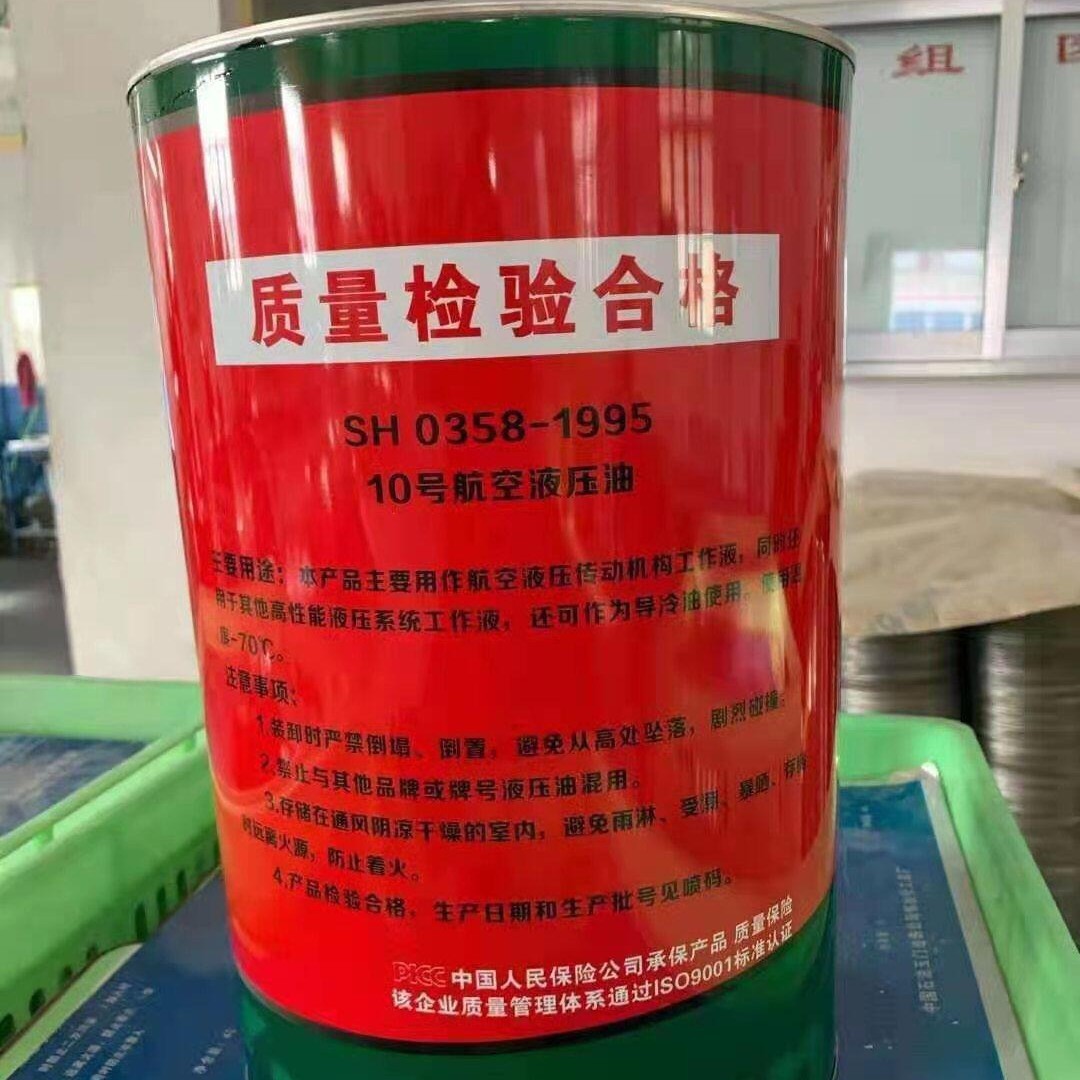 组
质量检验合格
SH 0358-1995
10号航空液压油
主要用途：本产品主要用作航空液压传动机构工作液，同时还
用于其他高性能液压系统工作液，还可作为导冷油使用。使用温
-70℃。
注意事项：
1.装卸时严禁倒塌、倒置，避免从高处坠落，剧烈碰撞。
2.禁止与其他品牌或牌号液压油混用。
3.存储在通风阴凉干燥的室内，避免雨淋、受潮、暴晒、存
时远离火源，防止着火。
4.产品检验合格，生产日期和生产批号见喷码。
PICC 中国人民保险公司承保产品 质量保险
该企业质量管理体系通过ISO9001标准认证